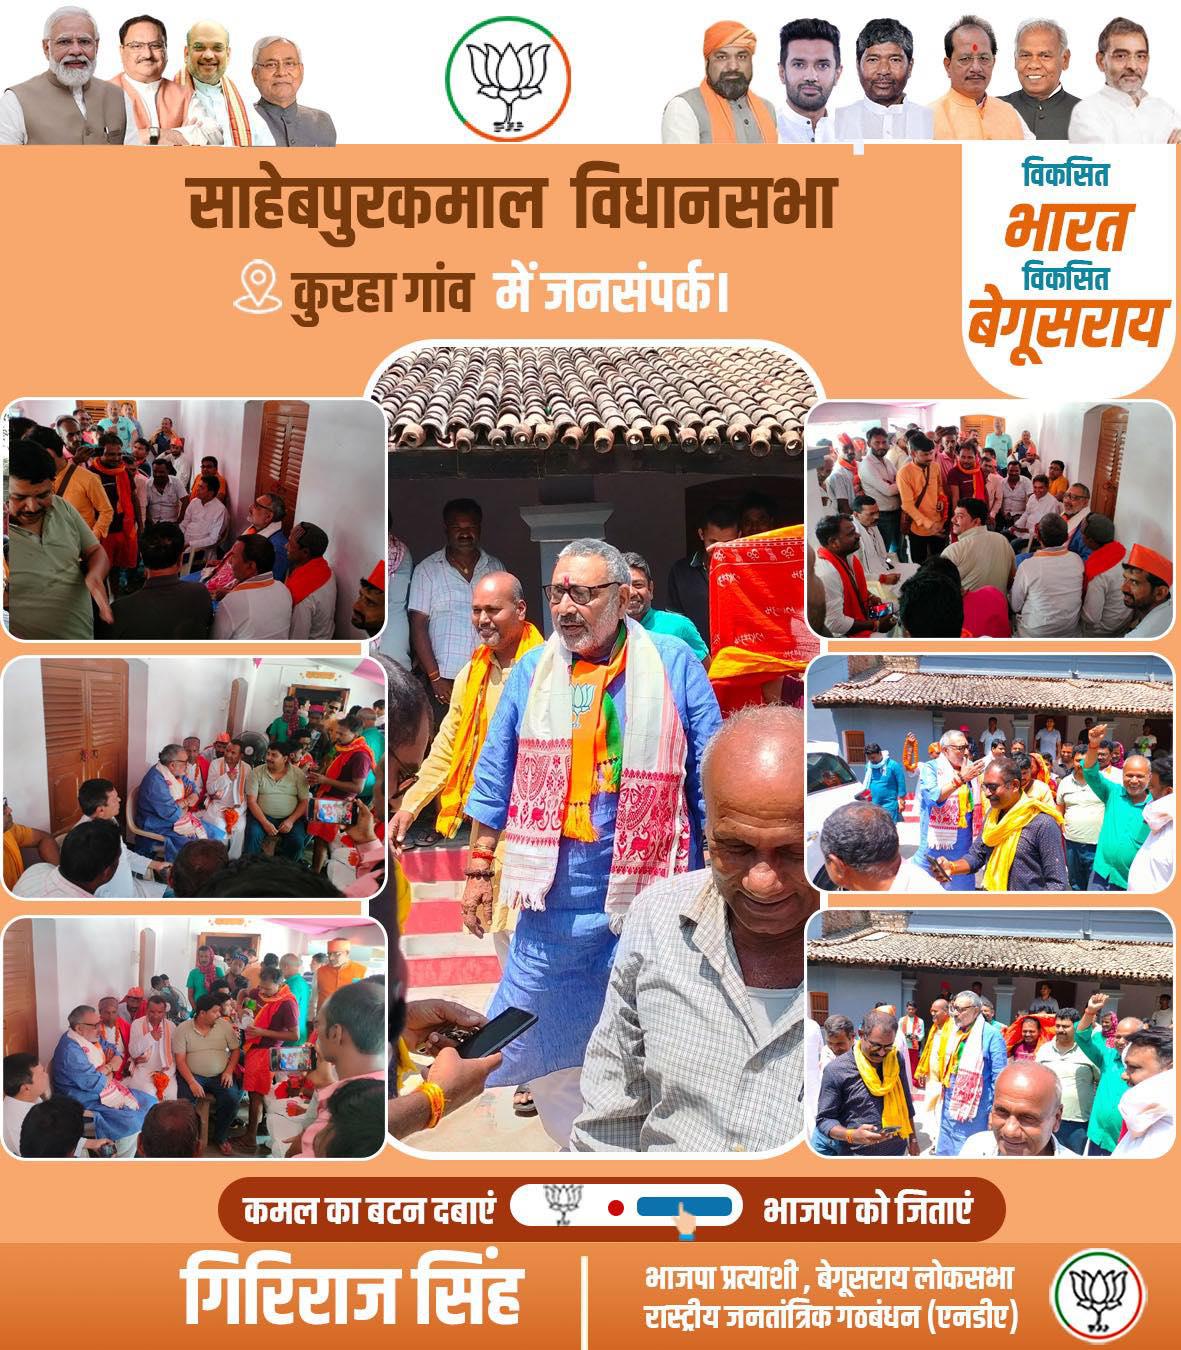 साहेबपुरकमाल विधानसभा
कुरहा गांव में जनसंपर्क।
विकसित
भारत
विकसित
बेगूसराय
कमल का बटन दबाएं भाजपा को जिताएं
गिरिराज सिंह
भाजपा प्रत्याशी , बेगूसराय लोकसभा
रास्ट्रीय जनतांत्रिक गठबंधन (एनडीए)